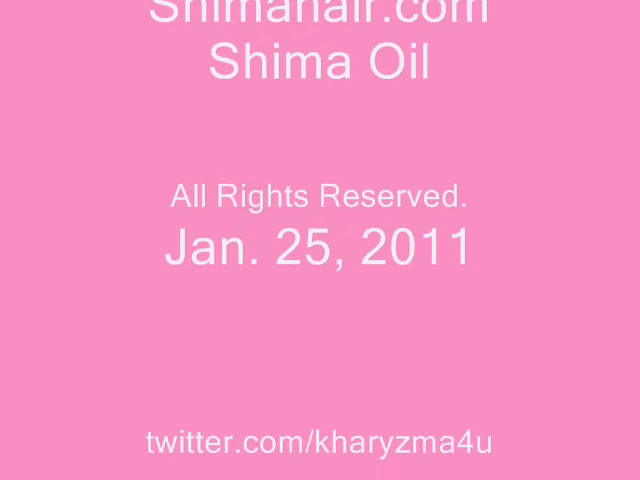 Shimahair.com
Shima Oil
All Rights Reserved.
Jan. 25, 2011
twitter.com/kharyzma4u